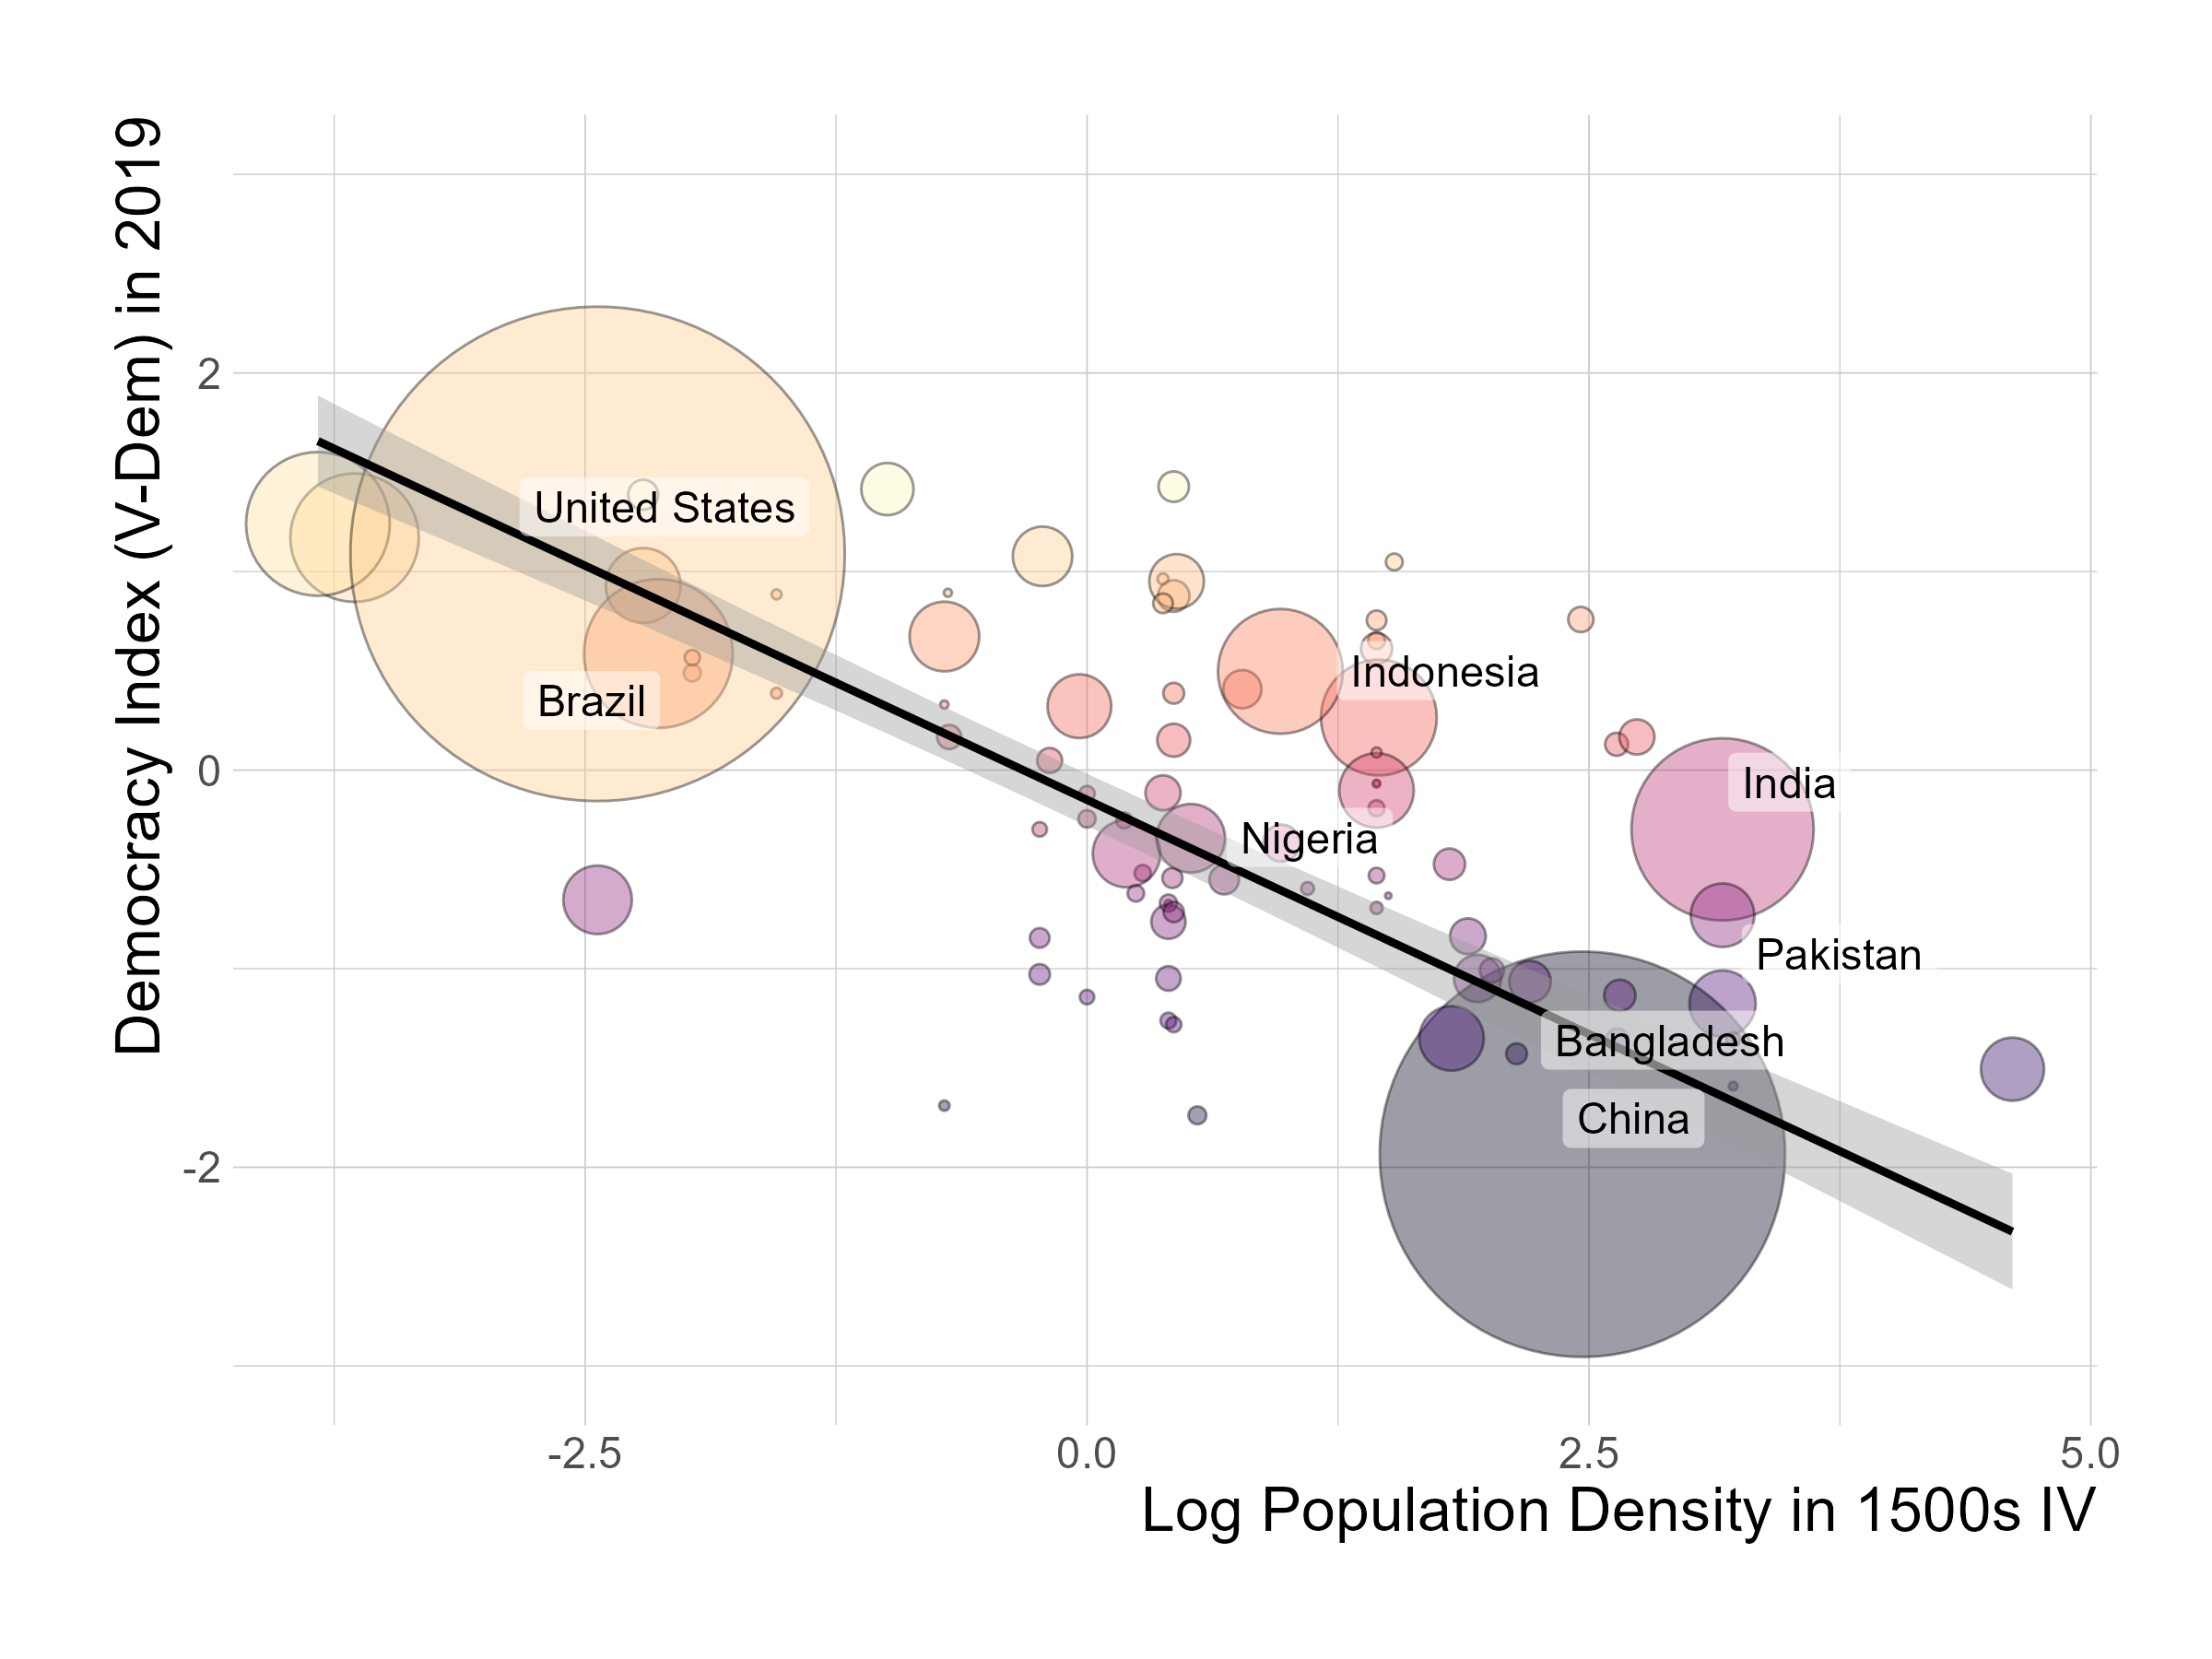 Democracy Index (V-Dem) in 2019
2
0
-2
United States
Brazil
Indonesia
India
Nigeria
Pakistan
Bangladesh
China
-2.5
0.0
2.5
5.0
Log Population Density in 1500s IV